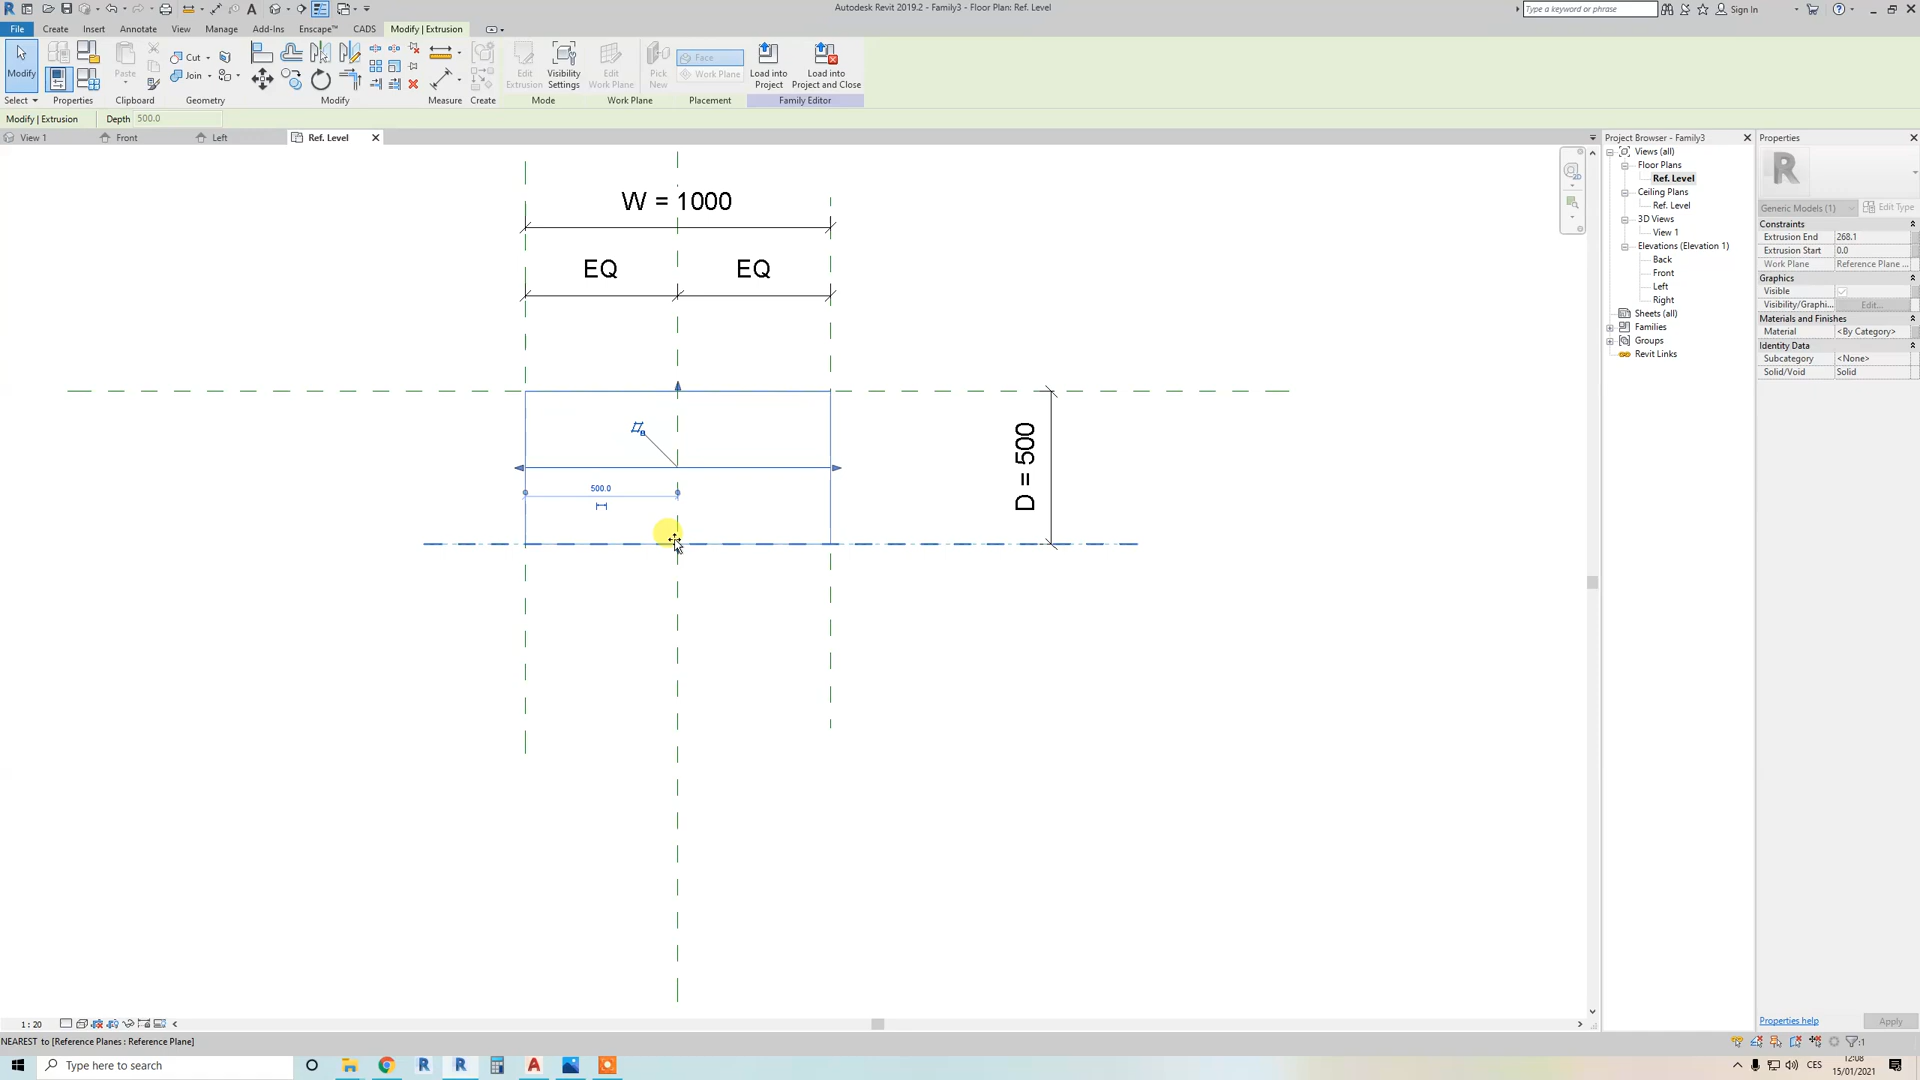 Autodesk Revit 2019.2 - Family3 - Floor Plan: Ref. Level
Type a keyword or phrase
Sign In
File Create Insert Annotate View Manage Add-Ins Enscape™ CADS Modify | Extrusion
Modify
Paste
Cut
Join
Edit Extrusion
Visibility Settings
Edit Work Plane
Pick New
Face
Work Plane
Load into Project
Load into Project and Close
Select Properties Clipboard Geometry Modify Measure Create Mode Work Plane Placement Family Editor
Modify | Extrusion Depth 500.0
View 1 Front Left Ref. Level
W = 1000
EQ EQ
500.0
D = 500
Project Browser - Family3
Views (all)
Floor Plans
Ref. Level
Ceiling Plans
Ref. Level
3D Views
View 1
Elevations (Elevation 1)
Back
Front
Left
Right
Sheets (all)
Families
Groups
Revit Links
Properties
Generic Models (1) Edit Type
Constraints
Extrusion End 268.1
Extrusion Start 0.0
Work Plane Reference Plane ...
Graphics
Visible
Visibility/Graphi... Edit...
Materials and Finishes
Material <By Category>
Identity Data
Subcategory <None>
Solid/Void Solid
Properties help Apply
1 : 20
NEAREST to [Reference Planes : Reference Plane]
:1
Type here to search
CES
12:08
15/01/2021